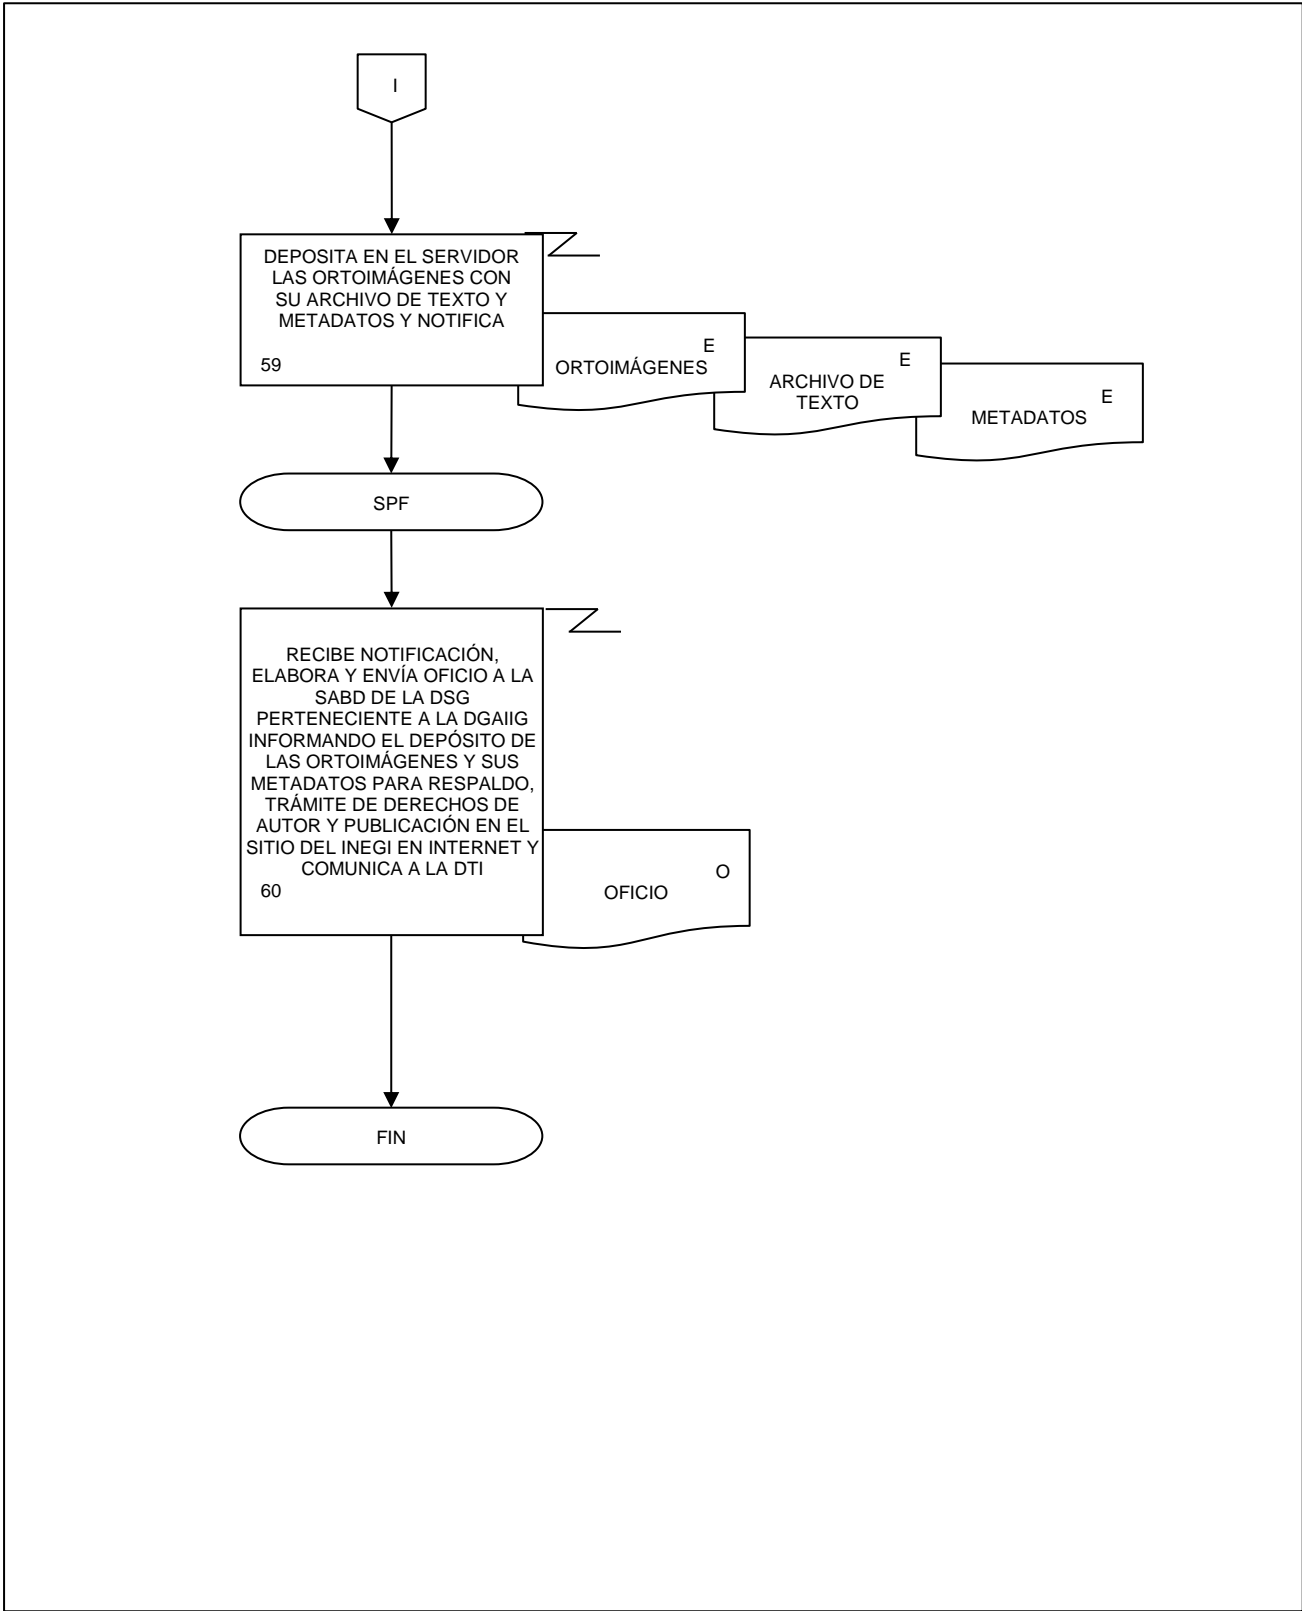 I
DEPOSITA EN EL SERVIDOR
LAS ORTOIMÁGENES CON
SU ARCHIVO DE TEXTO Y
METADATOS Y NOTIFICA
59
E
ORTOIMÁGENES
E
ARCHIVO DE
TEXTO
E
METADATOS
SPF
RECIBE NOTIFICACIÓN,
ELABORA Y ENVÍA OFICIO A LA
SABD DE LA DSG
PERTENECIENTE A LA DGAIIG
INFORMANDO EL DEPÓSITO DE
LAS ORTOIMÁGENES Y SUS
METADATOS PARA RESPALDO,
TRÁMITE DE DERECHOS DE
AUTOR Y PUBLICACIÓN EN EL
SITIO DEL INEGI EN INTERNET Y
COMUNICA A LA DTI
60
O
OFICIO
FIN